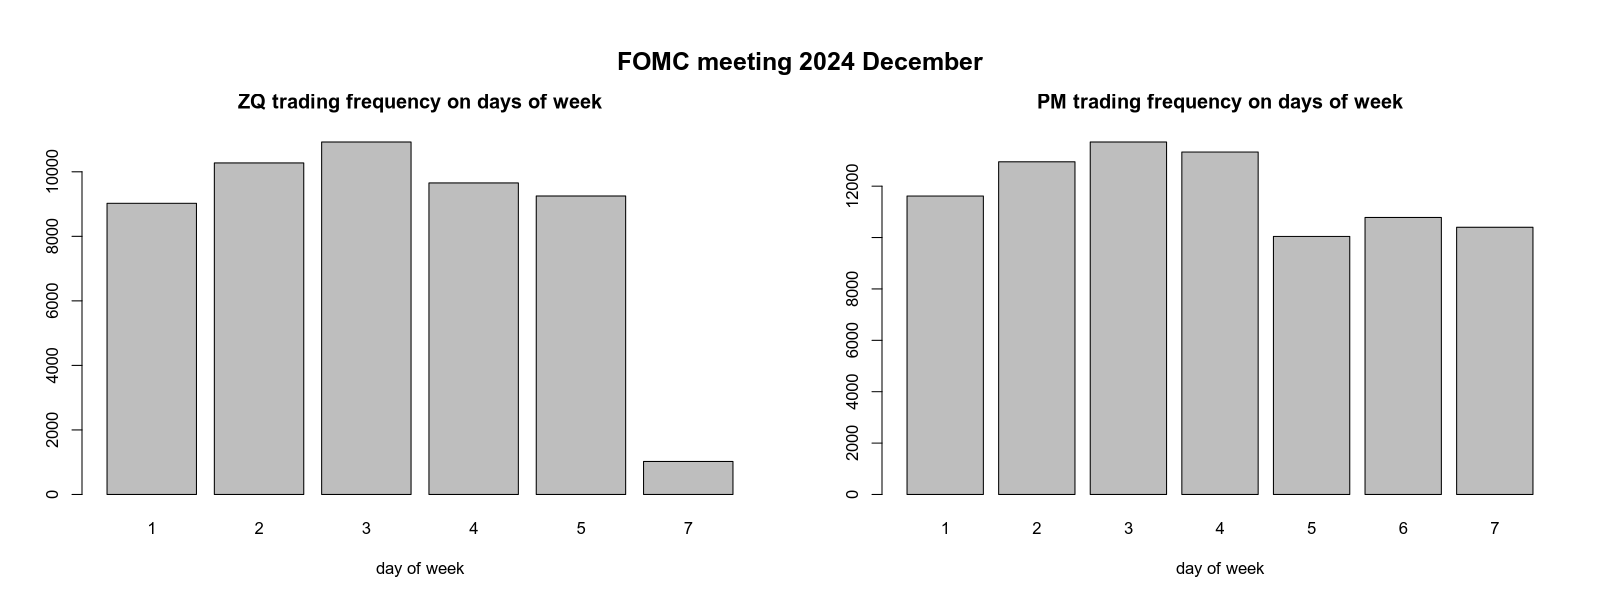 FOMC meeting 2024 December
ZQ trading frequency on days of week
10000
8000
6000
4000
2000
0
1 2 3 4 5 7
day of week
PM trading frequency on days of week
12000
8000
6000
4000
2000
0
1 2 3 4 5 6 7
day of week